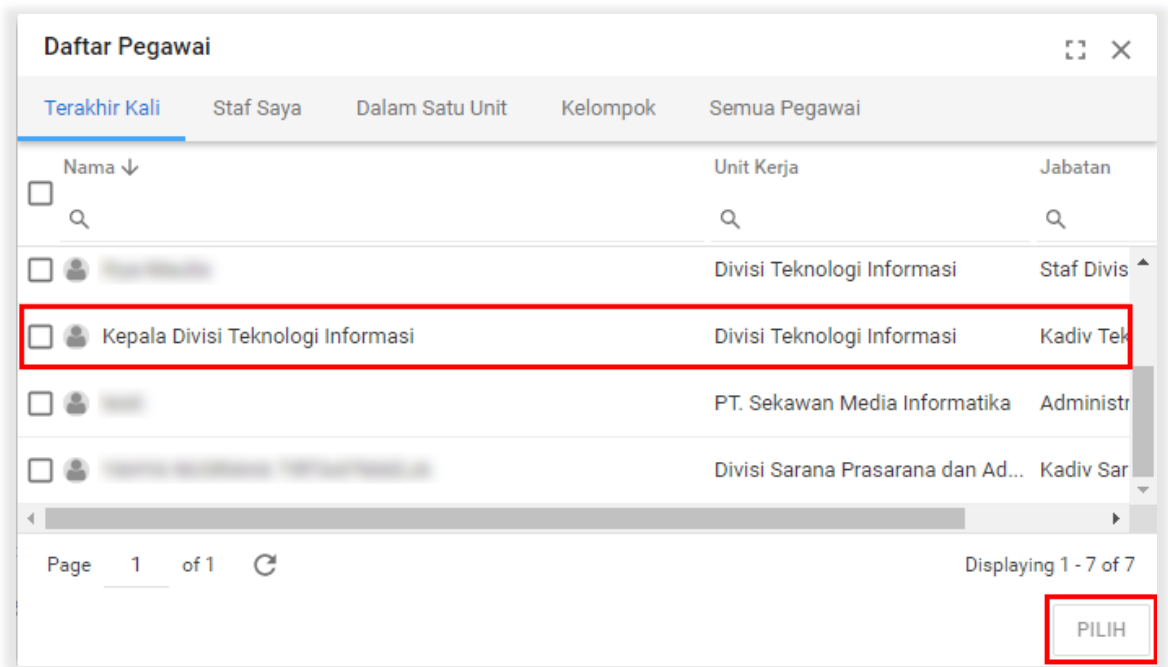 Daftar Pegawai
Terakhir Kali Staf Saya Dalam Satu Unit Kelompok Semua Pegawai
Nama Unit Kerja Jabatan
Divisi Teknologi Informasi Staf Divis
Kepala Divisi Teknologi Informasi Divisi Teknologi Informasi Kadiv Tek
PT. Sekawan Media Informatika Administr
Divisi Sarana Prasarana dan Ad... Kadiv Sar
Page 1 of 1 Displaying 1 - 7 of 7
PILIH